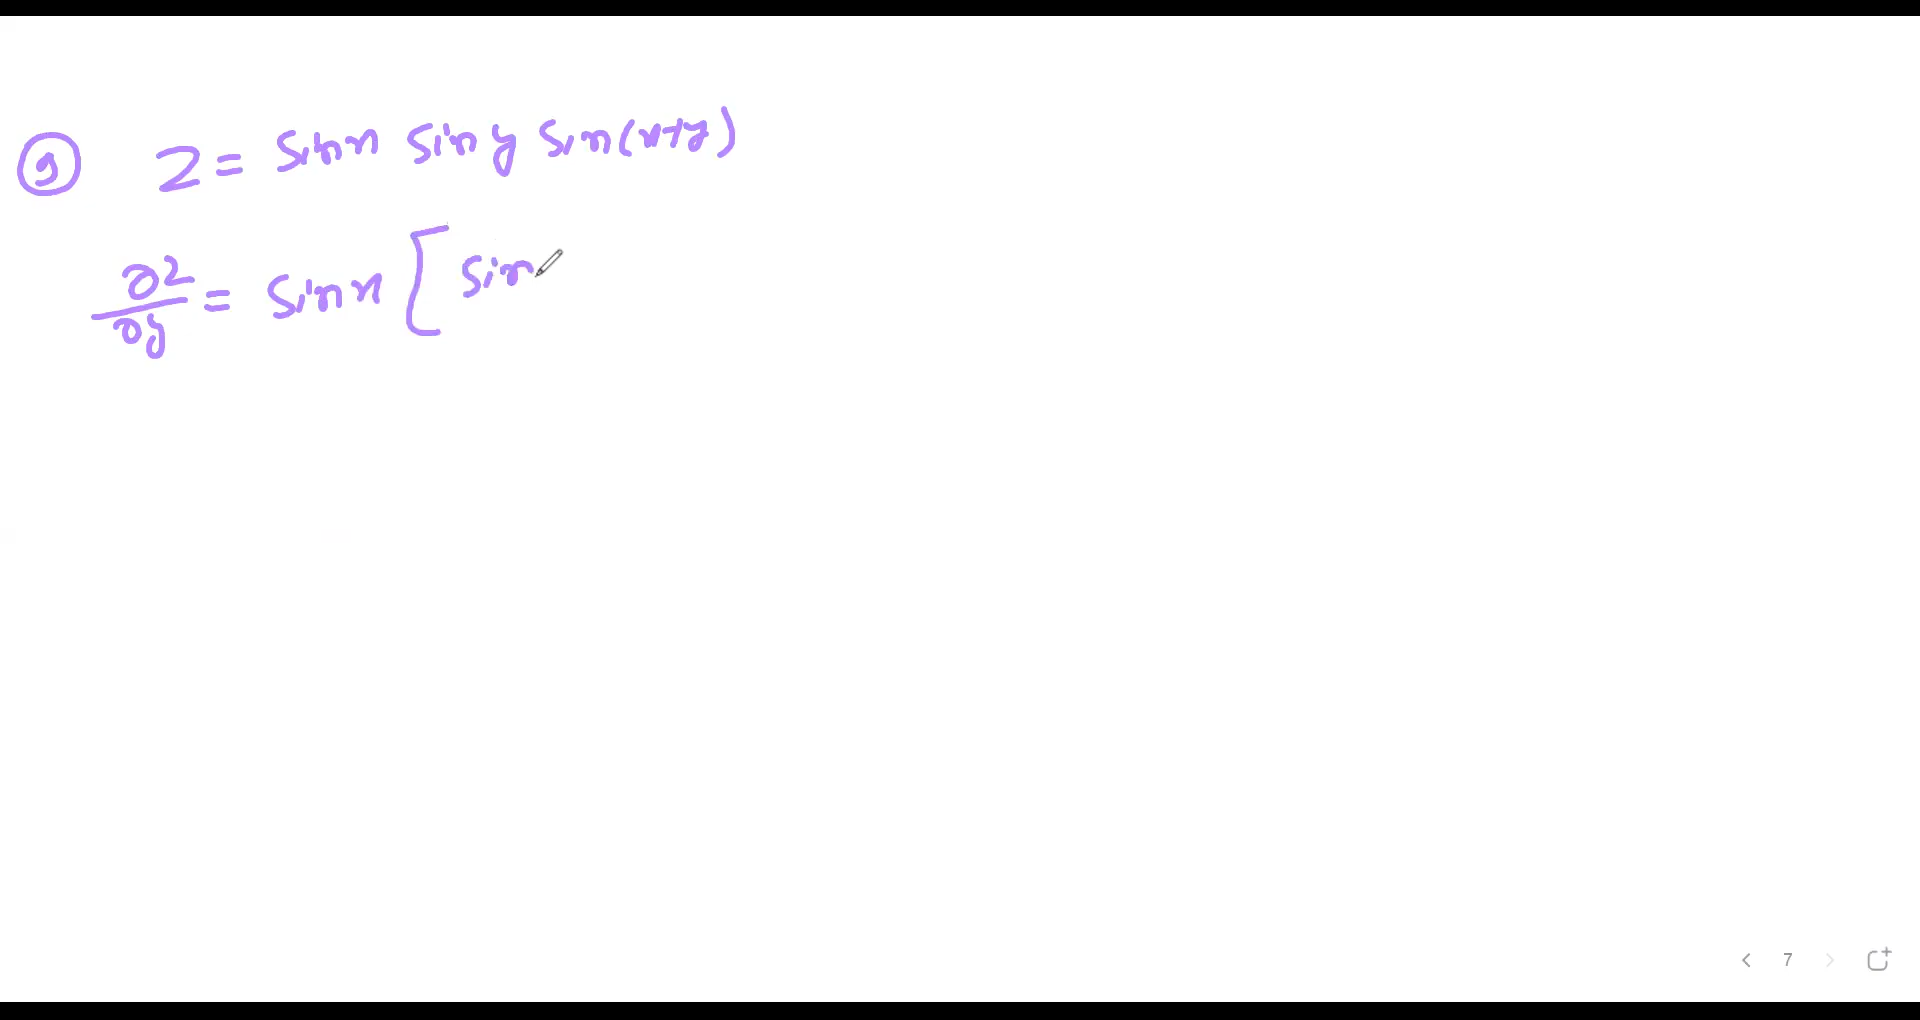 9 z = sinx siny sin(x+y)
∂z/∂y = sinx [ sin
7